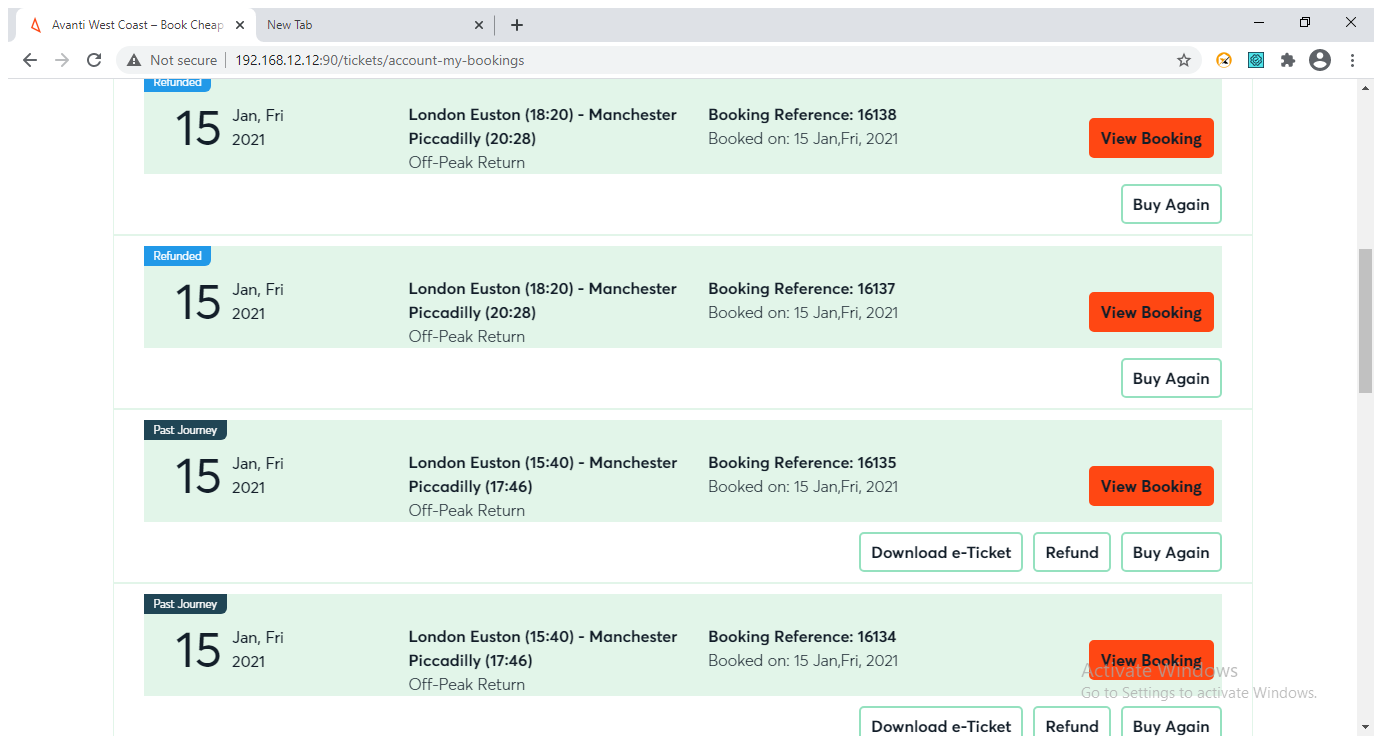 Avanti West Coast – Book Cheap
New Tab
Not secure 192.168.12.12:90/tickets/account-my-bookings
Refunded
15 Jan, Fri
2021
London Euston (18:20) - Manchester
Piccadilly (20:28)
Off-Peak Return
Booking Reference: 16138
Booked on: 15 Jan,Fri, 2021
View Booking
Buy Again
Refunded
15 Jan, Fri
2021
London Euston (18:20) - Manchester
Piccadilly (20:28)
Off-Peak Return
Booking Reference: 16137
Booked on: 15 Jan,Fri, 2021
View Booking
Buy Again
Past Journey
15 Jan, Fri
2021
London Euston (15:40) - Manchester
Piccadilly (17:46)
Off-Peak Return
Booking Reference: 16135
Booked on: 15 Jan,Fri, 2021
View Booking
Download e-Ticket Refund Buy Again
Past Journey
15 Jan, Fri
2021
London Euston (15:40) - Manchester
Piccadilly (17:46)
Off-Peak Return
Booking Reference: 16134
Booked on: 15 Jan,Fri, 2021
View Booking
Activate Windows
Go to Settings to activate Windows.
Download e-Ticket Refund Buy Again